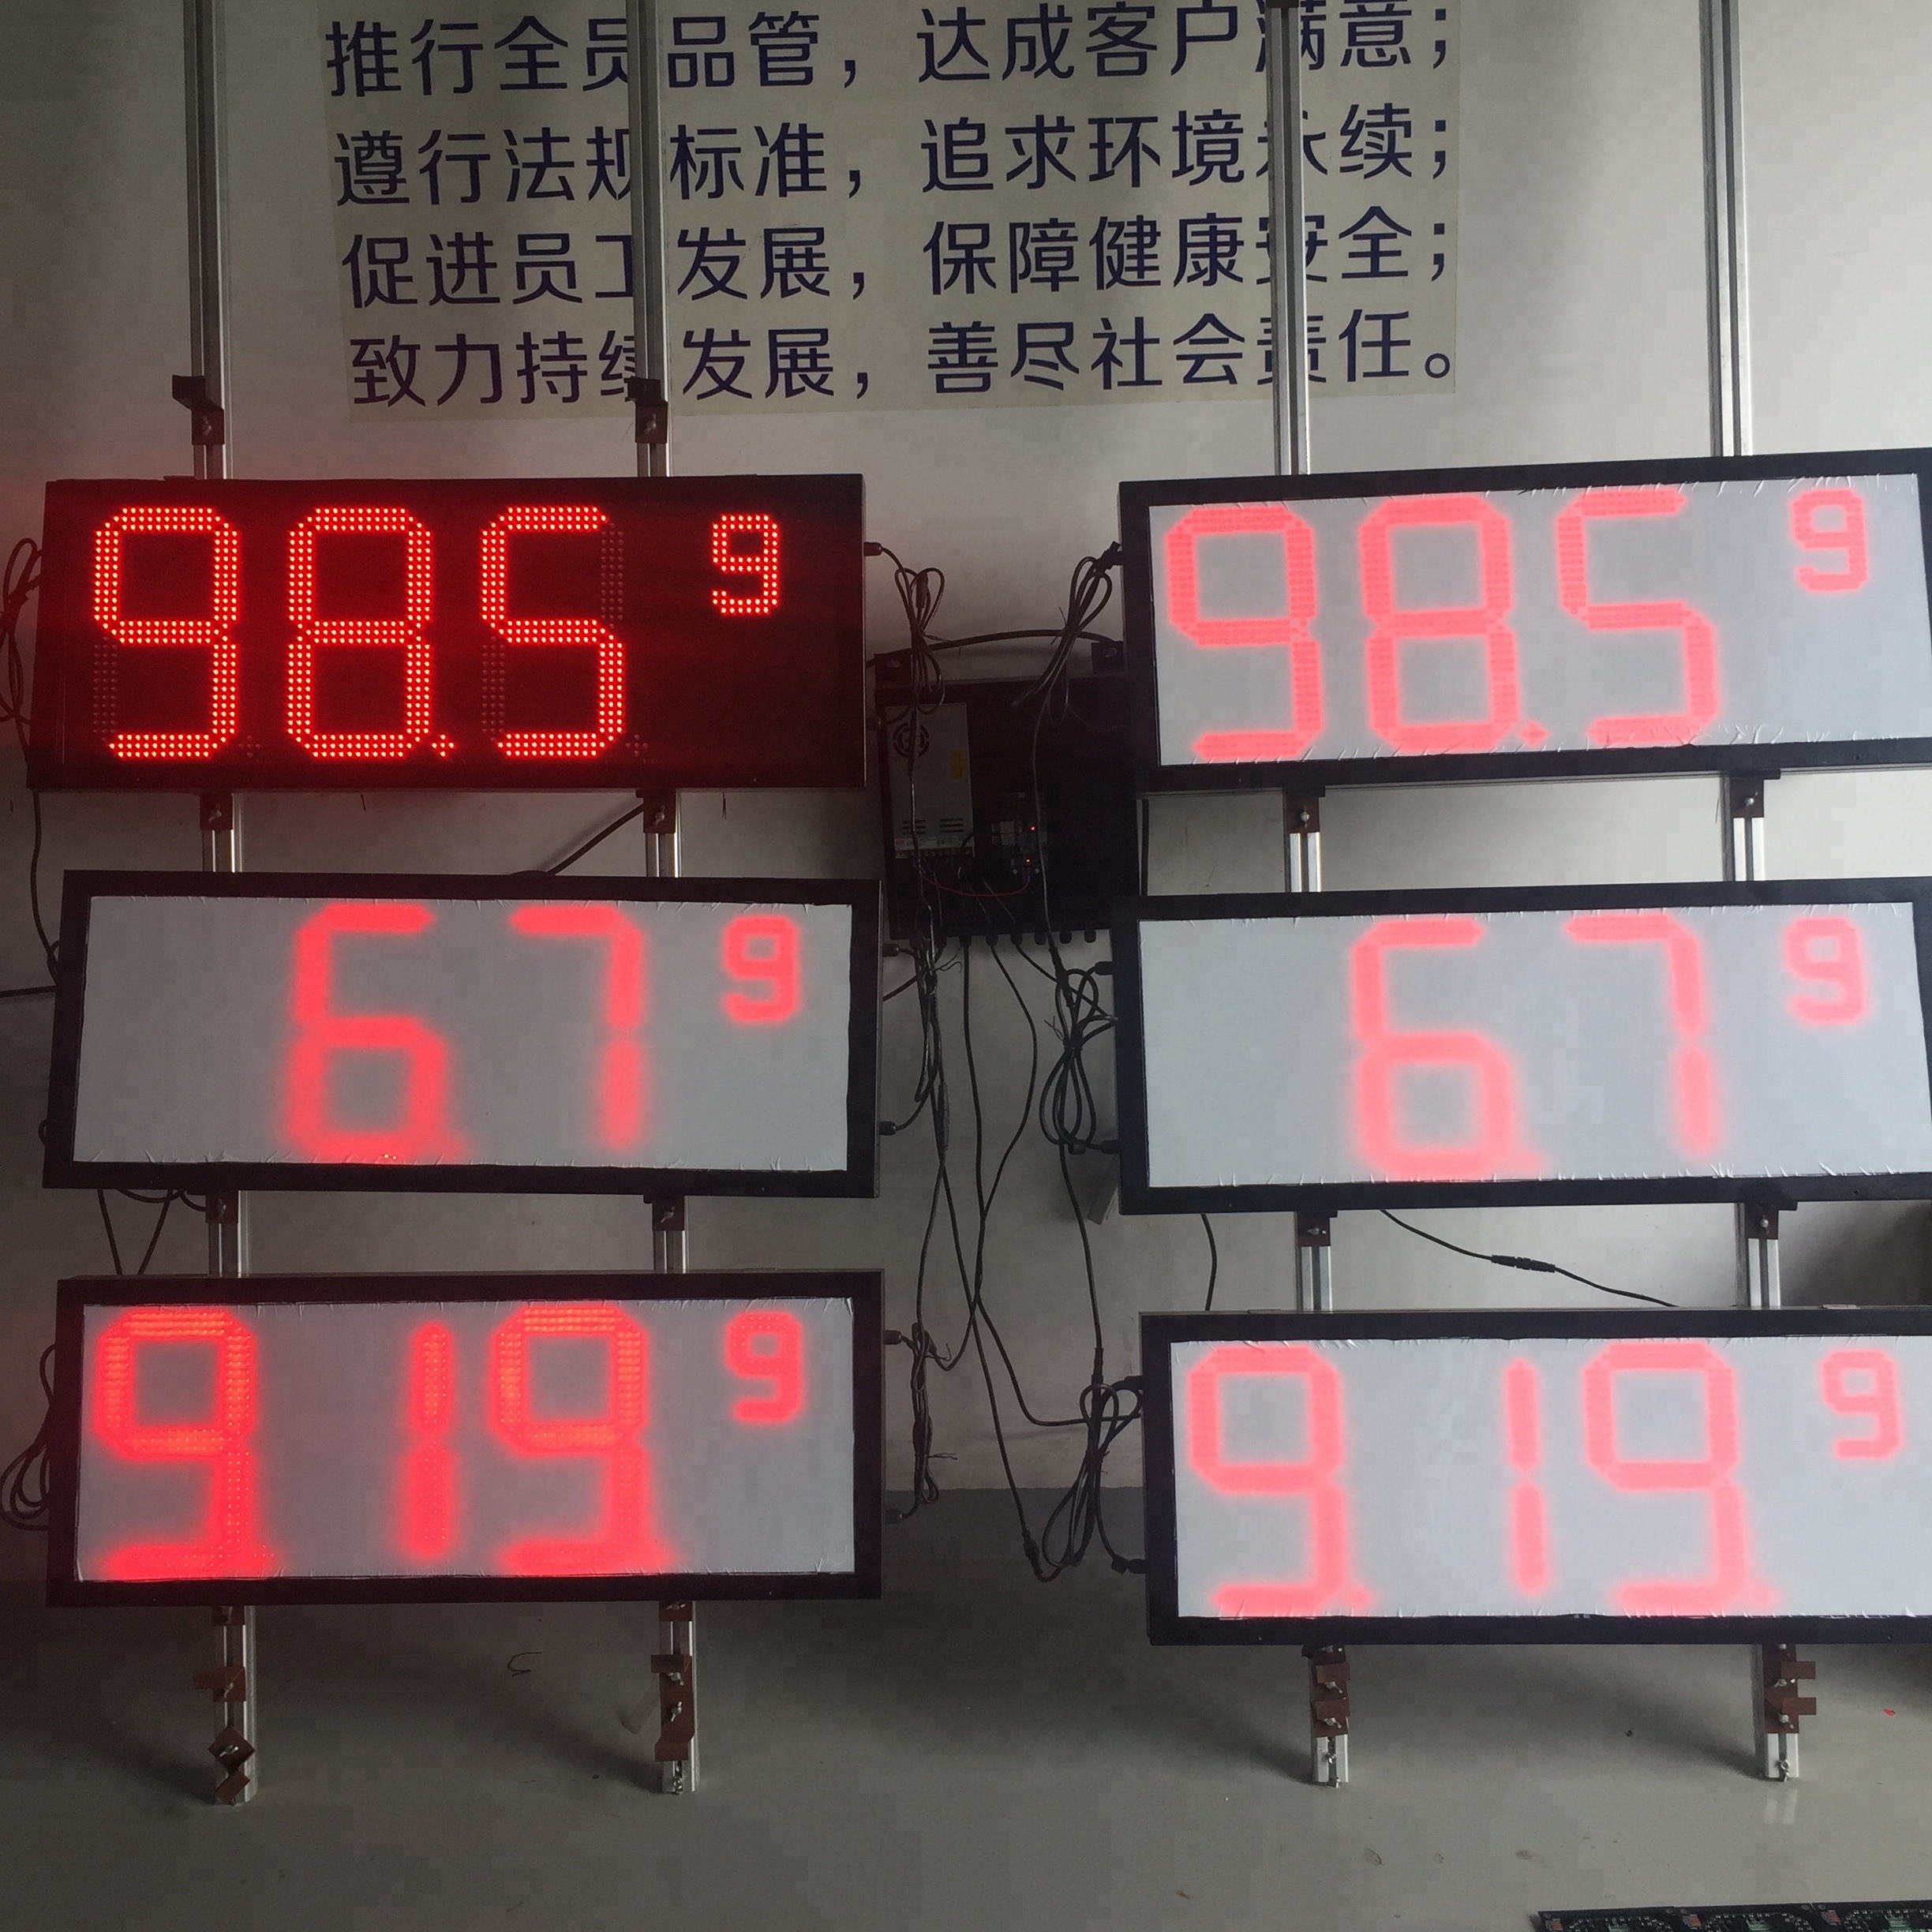 推行全员品管，达成客户满意；
遵行法规标准，追求环境永续；
促进员工发展，保障健康安全；
致力持续发展，善尽社会责任。
98.5 9
98.5 9
6.7 9
6.7 9
9.19. 9
9.19. 9